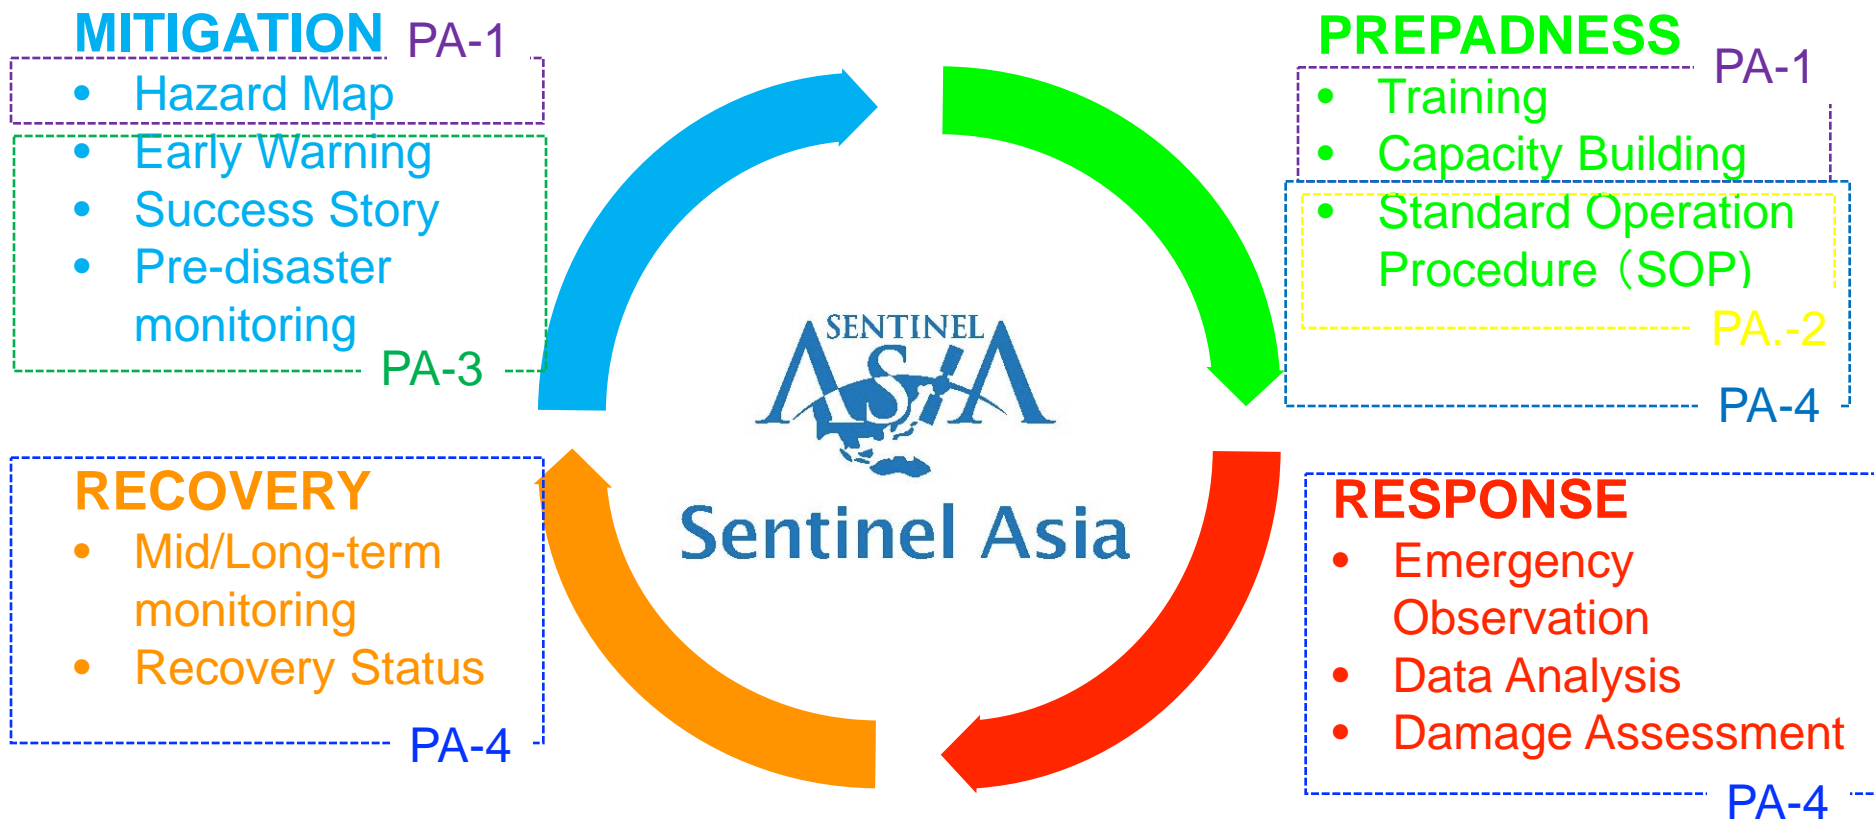 MITIGATION PA-1
• Hazard Map
• Early Warning
• Success Story
• Pre-disaster
monitoring
PA-3
PREPADNESS
PA-1
• Training
• Capacity Building
• Standard Operation
Procedure（SOP)
PA.-2
PA-4
SENTINEL
ASIA
Sentinel Asia
RECOVERY
• Mid/Long-term
monitoring
• Recovery Status
PA-4
RESPONSE
• Emergency
Observation
• Data Analysis
• Damage Assessment
PA-4